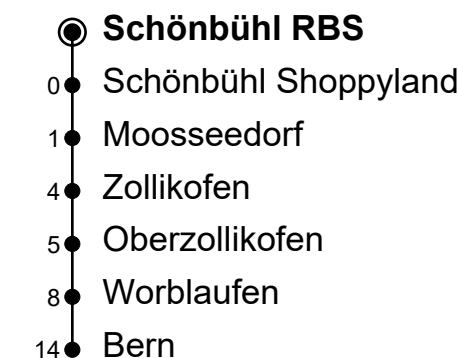 Schönbühl RBS
0 Schönbühl Shoppyland
1 Moosseedorf
4 Zollikofen
5 Oberzollikofen
8 Worblaufen
14 Bern